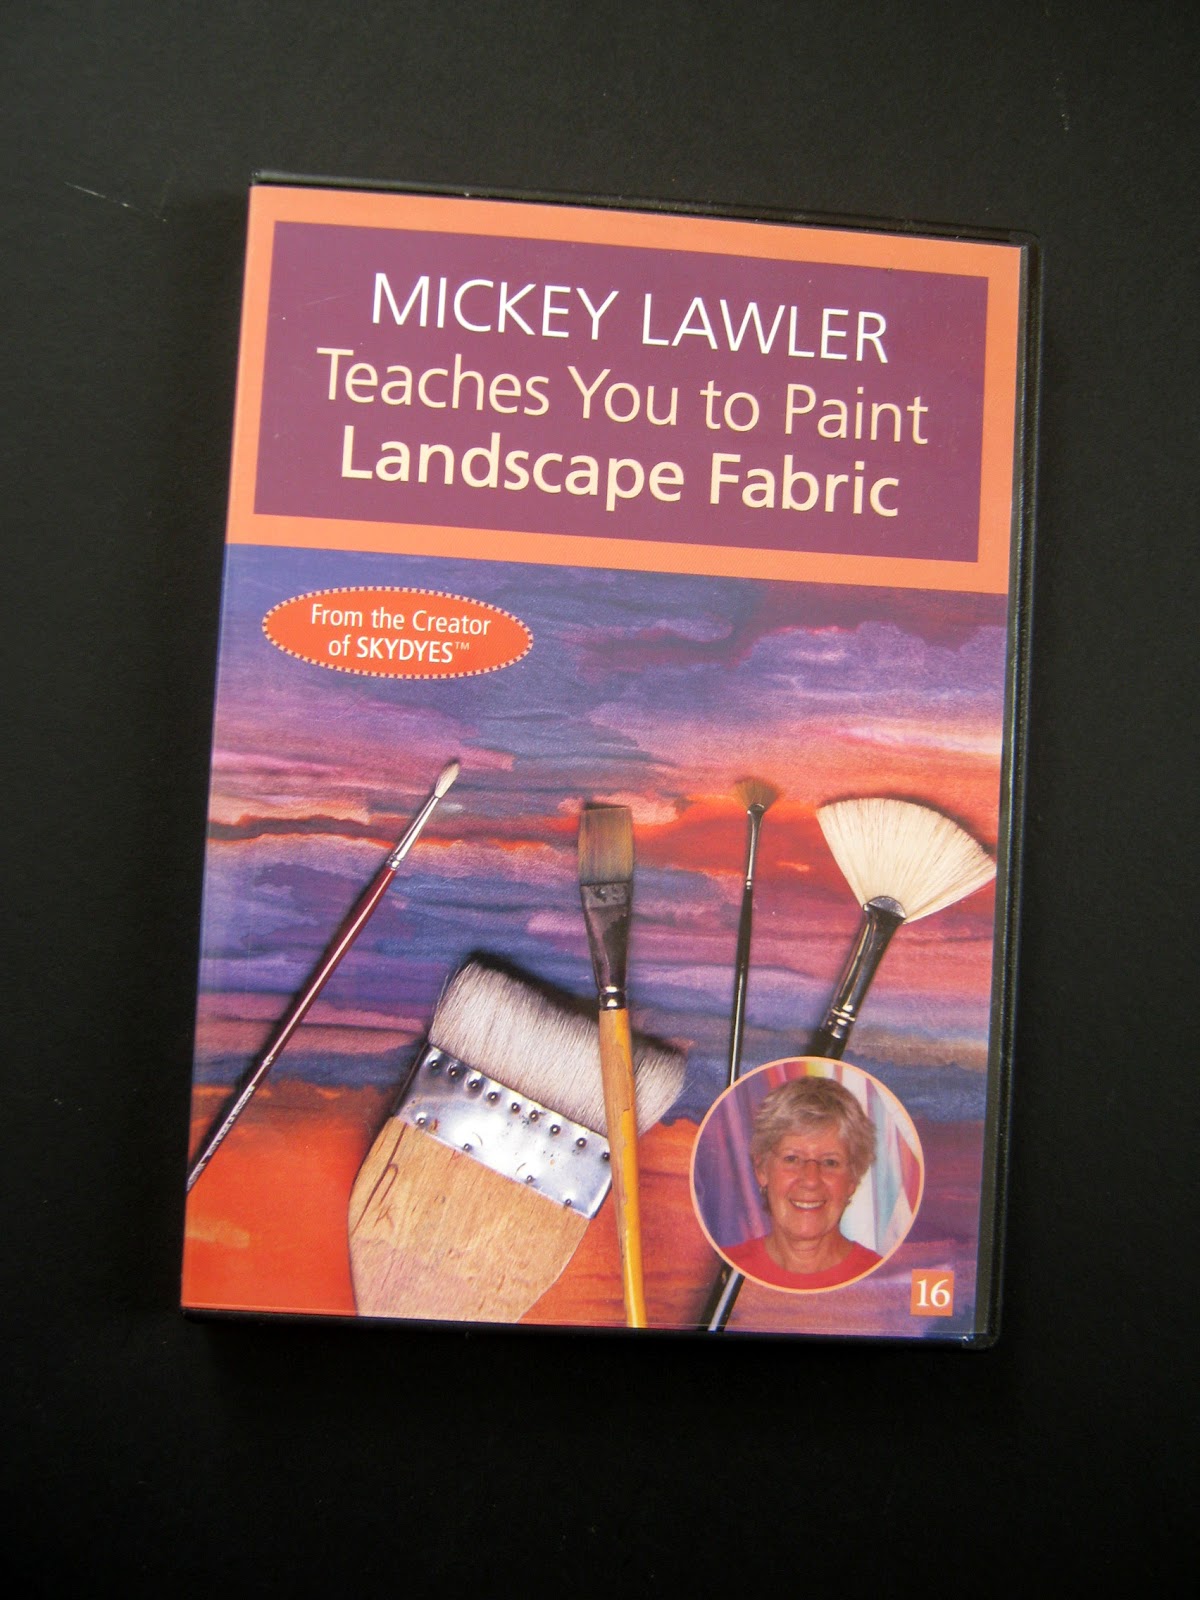 MICKEY LAWLER
Teaches You to Paint
Landscape Fabric
From the Creator
of SKYDYES™
16